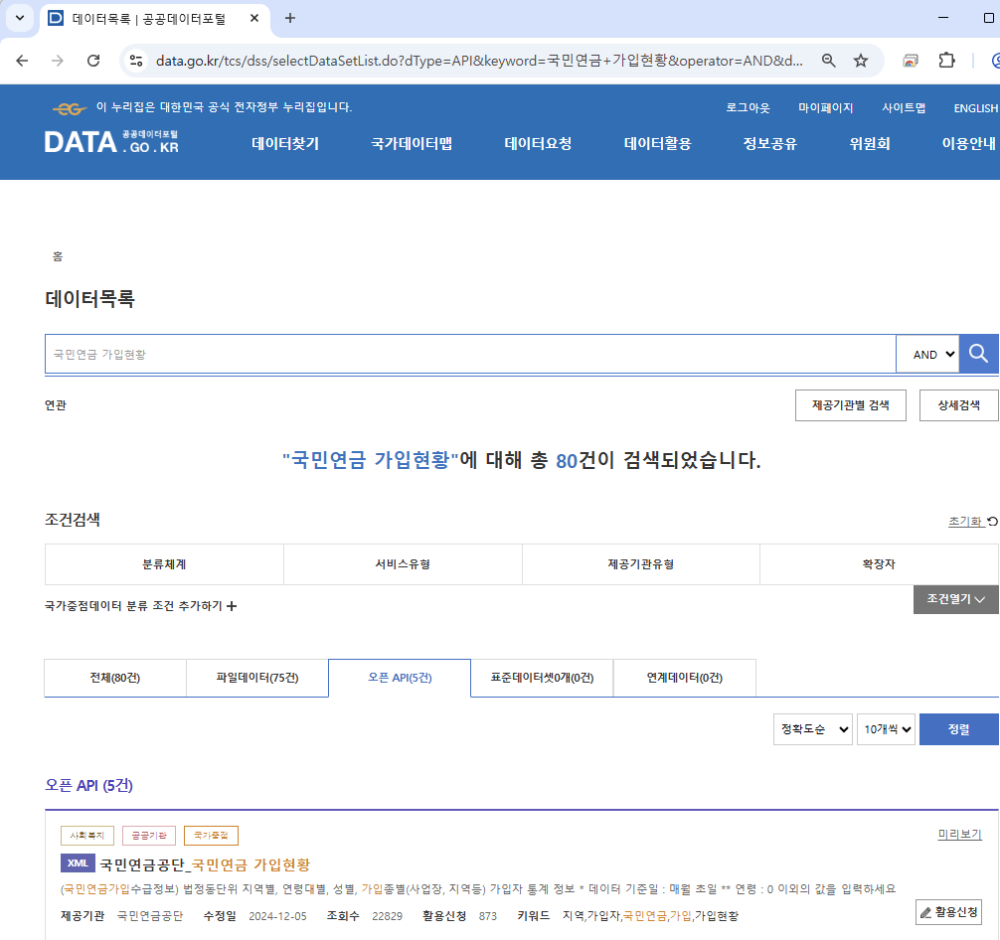 데이터목록 | 공공데이터포털
data.go.kr/tcs/dss/selectDataSetList.do?dType=API&keyword=국민연금+가입현황&operator=AND&d...
이 누리집은 대한민국 공식 전자정부 누리집입니다.
로그아웃 마이페이지 사이트맵 ENGLISH
DATA 공공데이터포털 . GO . KR
데이터찾기 국가데이터맵 데이터요청 데이터활용 정보공유 위원회 이용안내
홈
데이터목록
국민연금 가입현황 AND
연관 제공기관별 검색 상세검색
"국민연금 가입현황"에 대해 총 80건이 검색되었습니다.
조건검색 초기화
분류체계 서비스유형 제공기관유형 확장자
국가중점데이터 분류 조건 추가하기 + 조건열기
전체(80건) 파일데이터(75건) 오픈 API(5건) 표준데이터셋0개(0건) 연계데이터(0건)
정확도순 10개씩 정렬
오픈 API (5건)
사회복지 공공기관 국가중점 미리보기
XML 국민연금공단_국민연금 가입현황
(국민연금가입수급정보) 법정동단위 지역별, 연령대별, 성별, 가입종별(사업장, 지역등) 가입자 통계 정보 * 데이터 기준일 : 매월 초일 ** 연령 : 0 이외의 값을 입력하세요
제공기관 국민연금공단 수정일 2024-12-05 조회수 22829 활용신청 873 키워드 지역,가입자,국민연금,가입,가입현황 활용신청